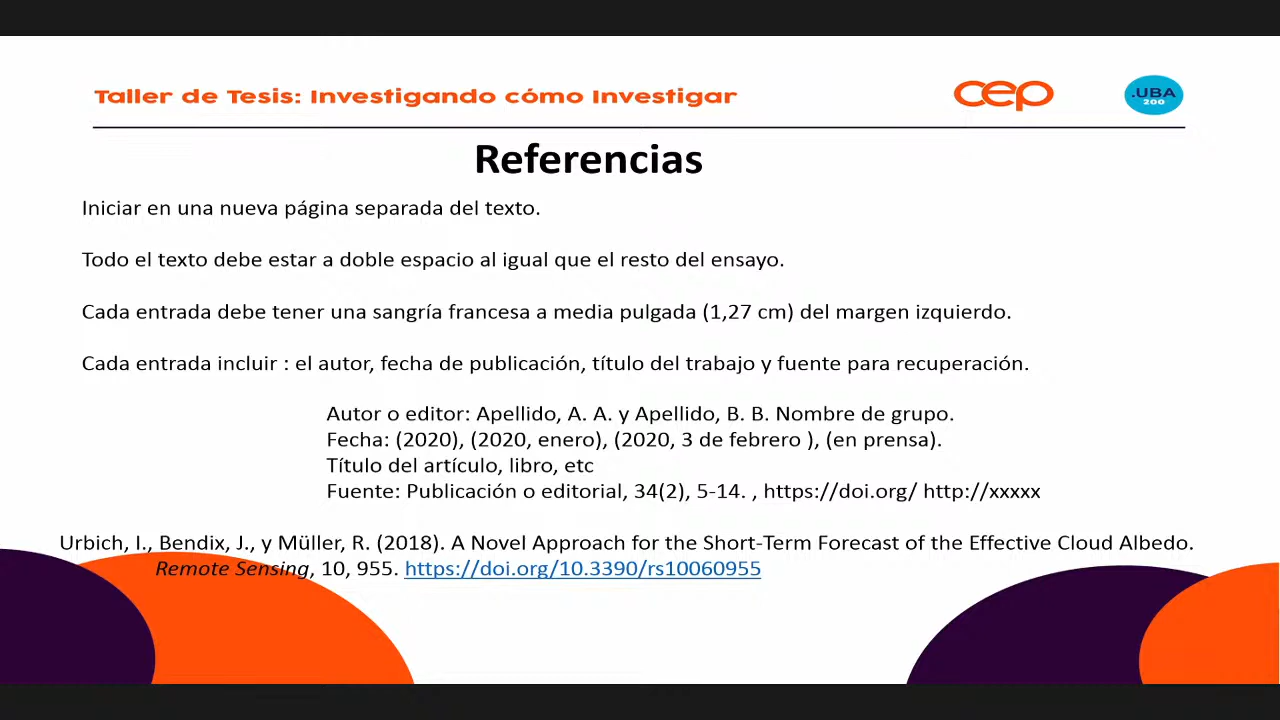 Taller de Tesis: Investigando cómo Investigar
cep
.UBA
200
Referencias
Iniciar en una nueva página separada del texto.
Todo el texto debe estar a doble espacio al igual que el resto del ensayo.
Cada entrada debe tener una sangría francesa a media pulgada (1,27 cm) del margen izquierdo.
Cada entrada incluir : el autor, fecha de publicación, título del trabajo y fuente para recuperación.
Autor o editor: Apellido, A. A. y Apellido, B. B. Nombre de grupo.
Fecha: (2020), (2020, enero), (2020, 3 de febrero ), (en prensa).
Título del artículo, libro, etc
Fuente: Publicación o editorial, 34(2), 5-14. , https://doi.org/ http://xxxxx
Urbich, I., Bendix, J., y Müller, R. (2018). A Novel Approach for the Short-Term Forecast of the Effective Cloud Albedo.
Remote Sensing, 10, 955. https://doi.org/10.3390/rs10060955